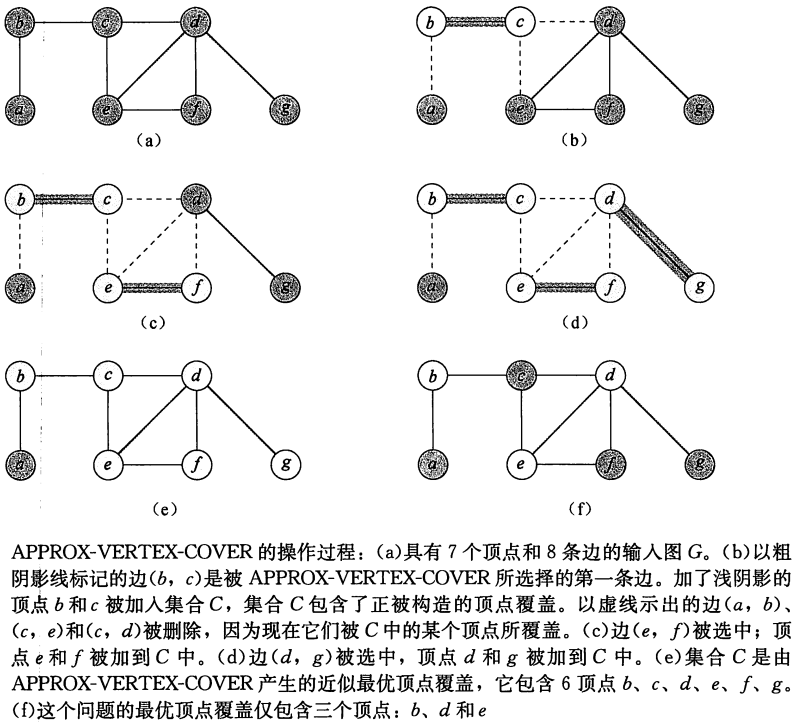 b c d
a e f g
(a)
b c d
a e f g
(b)
b c d
a e f g
(c)
b c d
a e f g
(d)
b c d
a e f g
(e)
b c d
a e f g
(f)
APPROX-VERTEX-COVER 的操作过程：(a)具有 7 个顶点和 8 条边的输入图 G。(b)以粗
阴影线标记的边(b，c)是被 APPROX-VERTEX-COVER 所选择的第一条边。加了浅阴影的
顶点 b 和 c 被加入集合 C，集合 C 包含了正被构造的顶点覆盖。以虚线示出的边(a，b)、
(c，e)和(c，d)被删除，因为现在它们被 C 中的某个顶点所覆盖。(c)边(e，f)被选中；顶
点 e 和 f 被加到 C 中。(d)边(d，g)被选中，顶点 d 和 g 被加到 C 中。(e)集合 C 是由
APPROX-VERTEX-COVER 产生的近似最优顶点覆盖，它包含 6 顶点 b、c、d、e、f、g。
(f)这个问题的最优顶点覆盖仅包含三个顶点：b、d 和 e